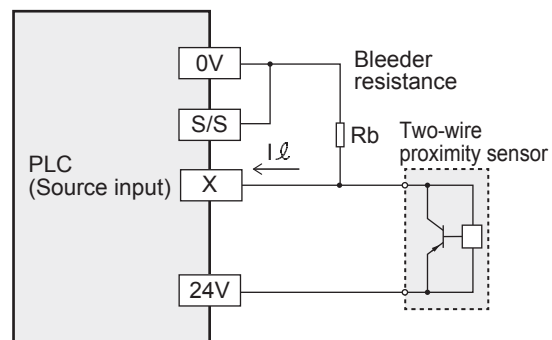 0V
S/S
X
24V
PLC
(Source input)
Iℓ
Bleeder
resistance
Rb
Two-wire
proximity sensor